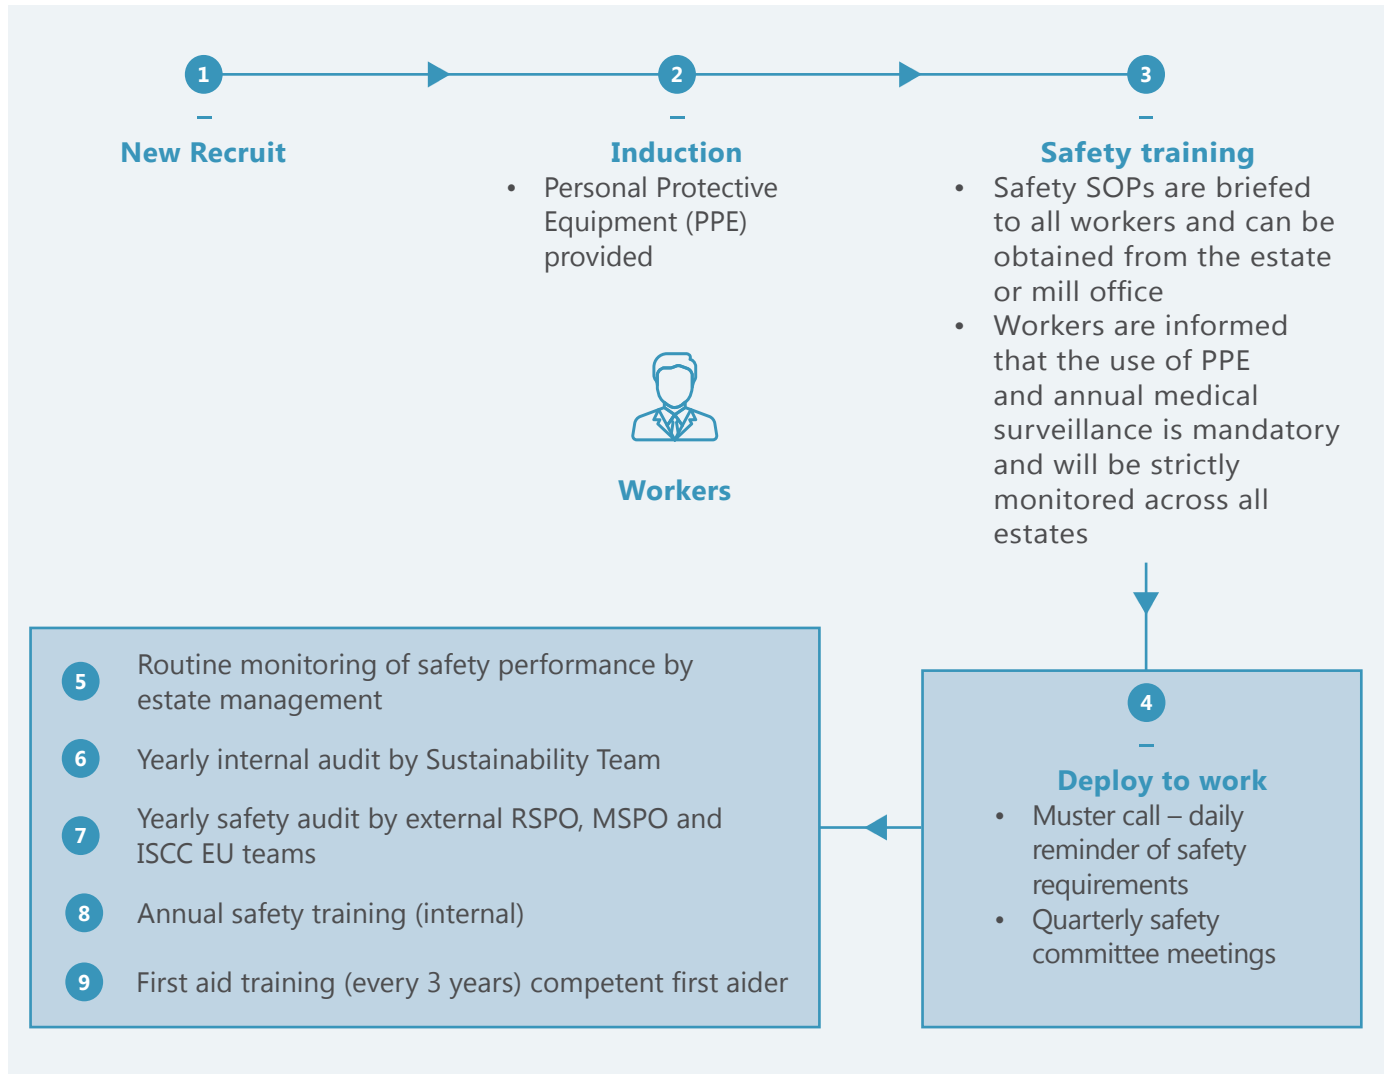 1
New Recruit
2
Induction
• Personal Protective
Equipment (PPE)
provided
3
Safety training
• Safety SOPs are briefed
to all workers and can be
obtained from the estate
or mill office
• Workers are informed
that the use of PPE
and annual medical
surveillance is mandatory
and will be strictly
monitored across all
estates
Workers
4
Deploy to work
• Muster call – daily
reminder of safety
requirements
• Quarterly safety
committee meetings
5 Routine monitoring of safety performance by
estate management
6 Yearly internal audit by Sustainability Team
7 Yearly safety audit by external RSPO, MSPO and
ISCC EU teams
8 Annual safety training (internal)
9 First aid training (every 3 years) competent first aider